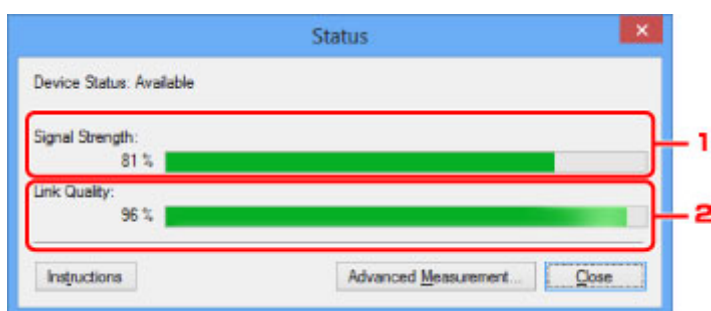 Status
Device Status: Available
Signal Strength:
81 %
1
Link Quality:
96 %
2
Instructions Advanced Measurement... Close